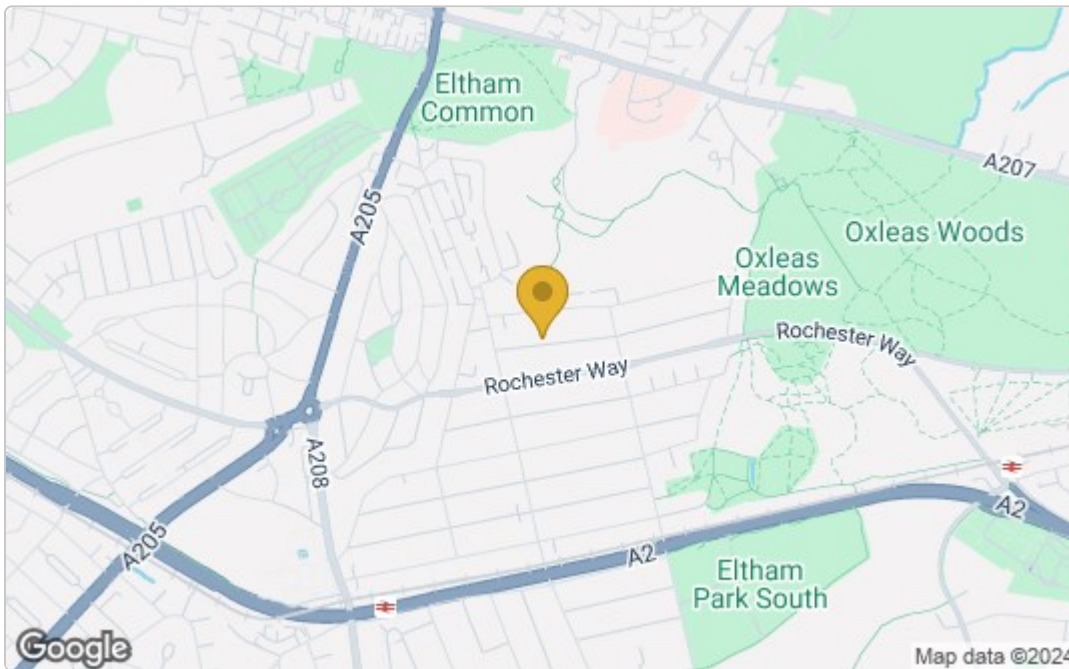 Eltham
Common
A207
A205
Oxleas Woods
Oxleas
Meadows
Rochester Way
Rochester Way
A208
A205
A2
A2
Eltham
Park South
Google
Map data ©2024